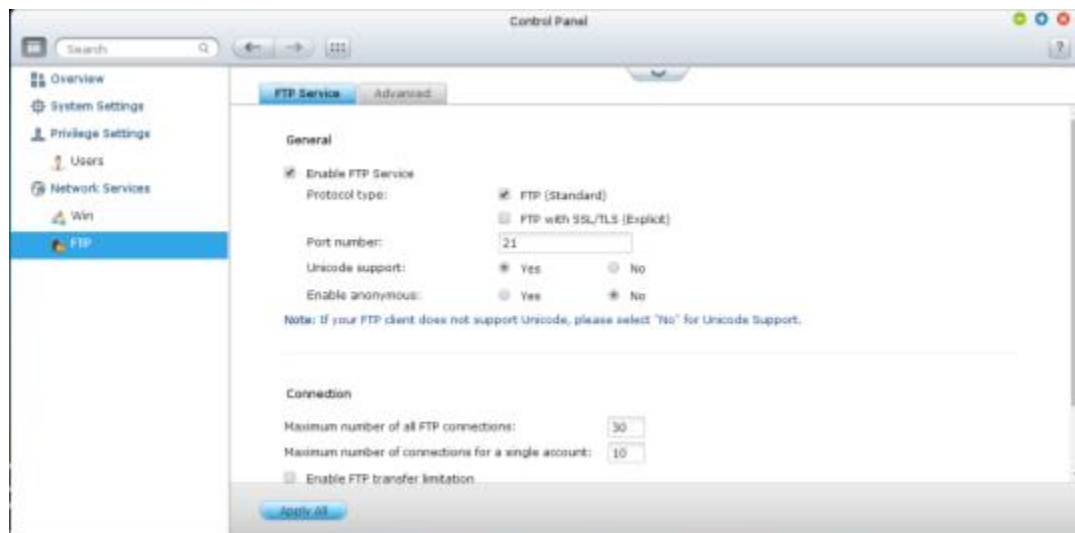 Control Panel
Search
?
Overview
System Settings
Privilege Settings
Users
Network Services
Win
FTP
FTP Service Advanced
General
Enable FTP Service
Protocol type: FTP (Standard)
FTP with SSL/TLS (Explicit)
Port number: 21
Unicode support: Yes No
Enable anonymous: Yes No
Note: If your FTP client does not support Unicode, please select "No" for Unicode Support.
Connection
Maximum number of all FTP connections: 30
Maximum number of connections for a single account: 10
Enable FTP transfer limitation
Apply All